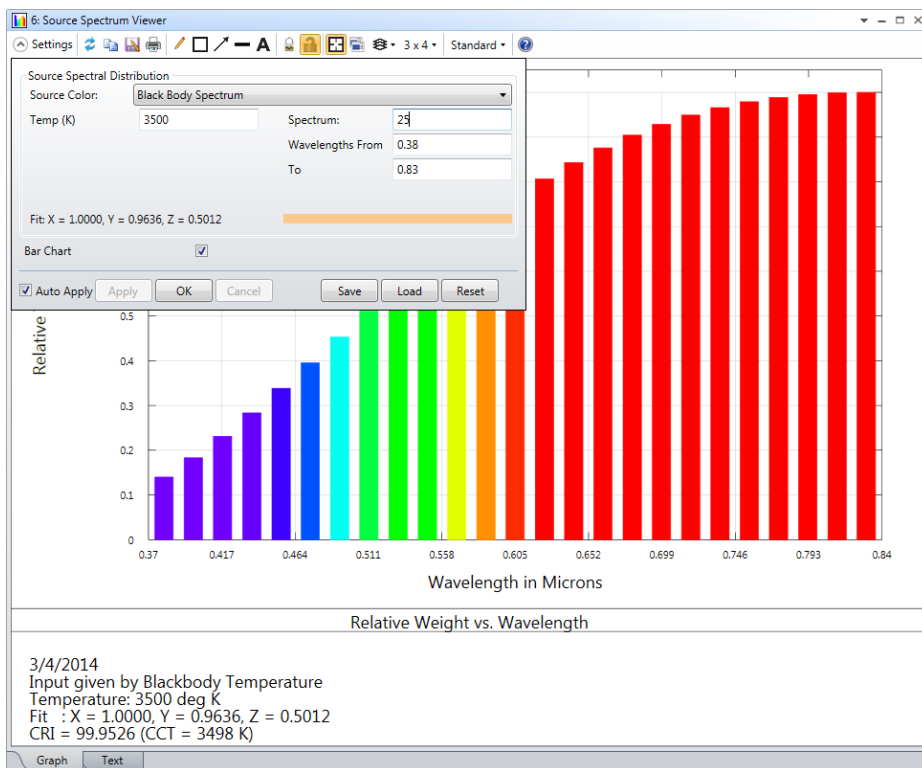 6: Source Spectrum Viewer
Settings A 3 x 4 Standard
Source Spectral Distribution
Source Color: Black Body Spectrum
Temp (K) 3500 Spectrum: 25
Wavelengths From 0.38
To 0.83
Fit: X = 1.0000, Y = 0.9636, Z = 0.5012
Bar Chart
Auto Apply Apply OK Cancel Save Load Reset
Relative
0.5
0.4
0.3
0.2
0.1
0
0.37 0.417 0.464 0.511 0.558 0.605 0.652 0.699 0.746 0.793 0.84
Wavelength in Microns
Relative Weight vs. Wavelength
3/4/2014
Input given by Blackbody Temperature
Temperature: 3500 deg K
Fit : X = 1.0000, Y = 0.9636, Z = 0.5012
CRI = 99.9526 (CCT = 3498 K)
Graph Text